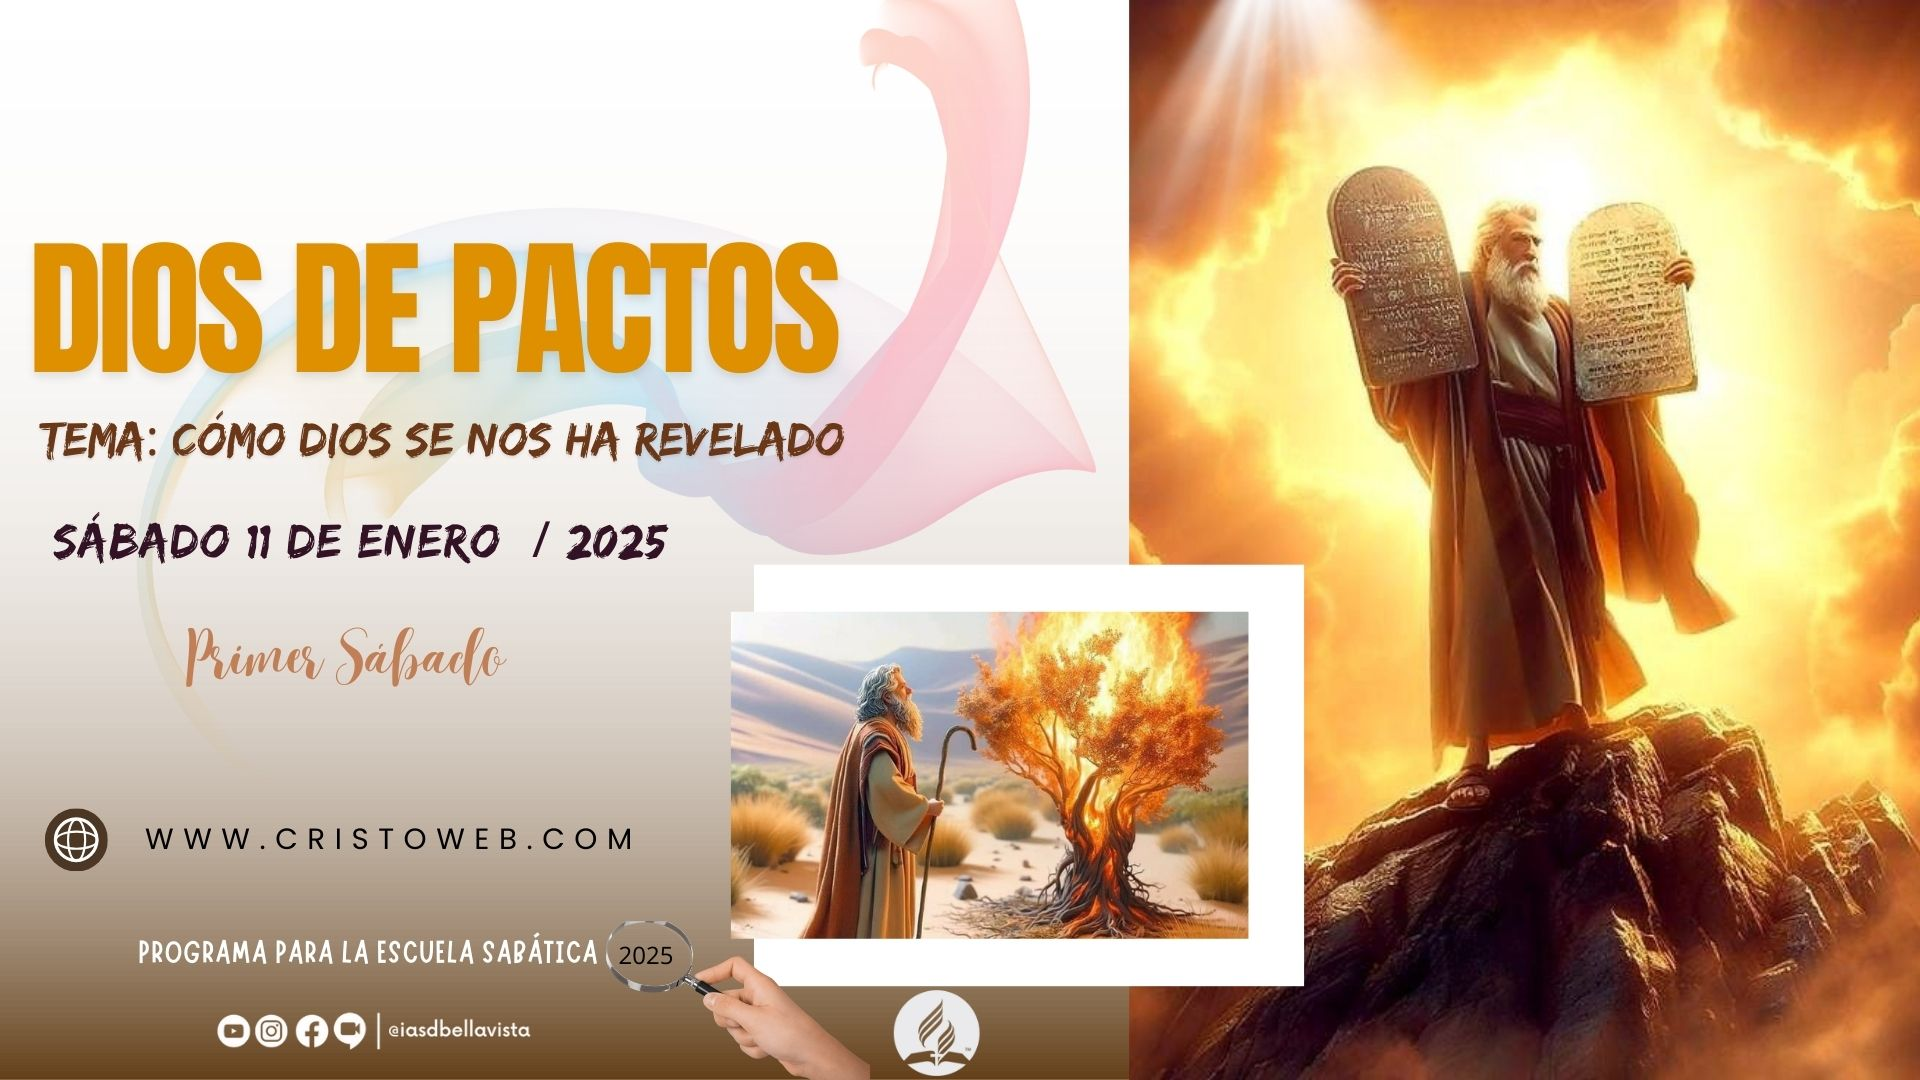 DIOS DE PACTOS
TEMA: CÓMO DIOS SE NOS HA REVELADO
SÁBADO 11 DE ENERO / 2025
Primer Sábado
WWW.CRISTOWEB.COM
PROGRAMA PARA LA ESCUELA SABÁTICA 2025
@iasdbellavista